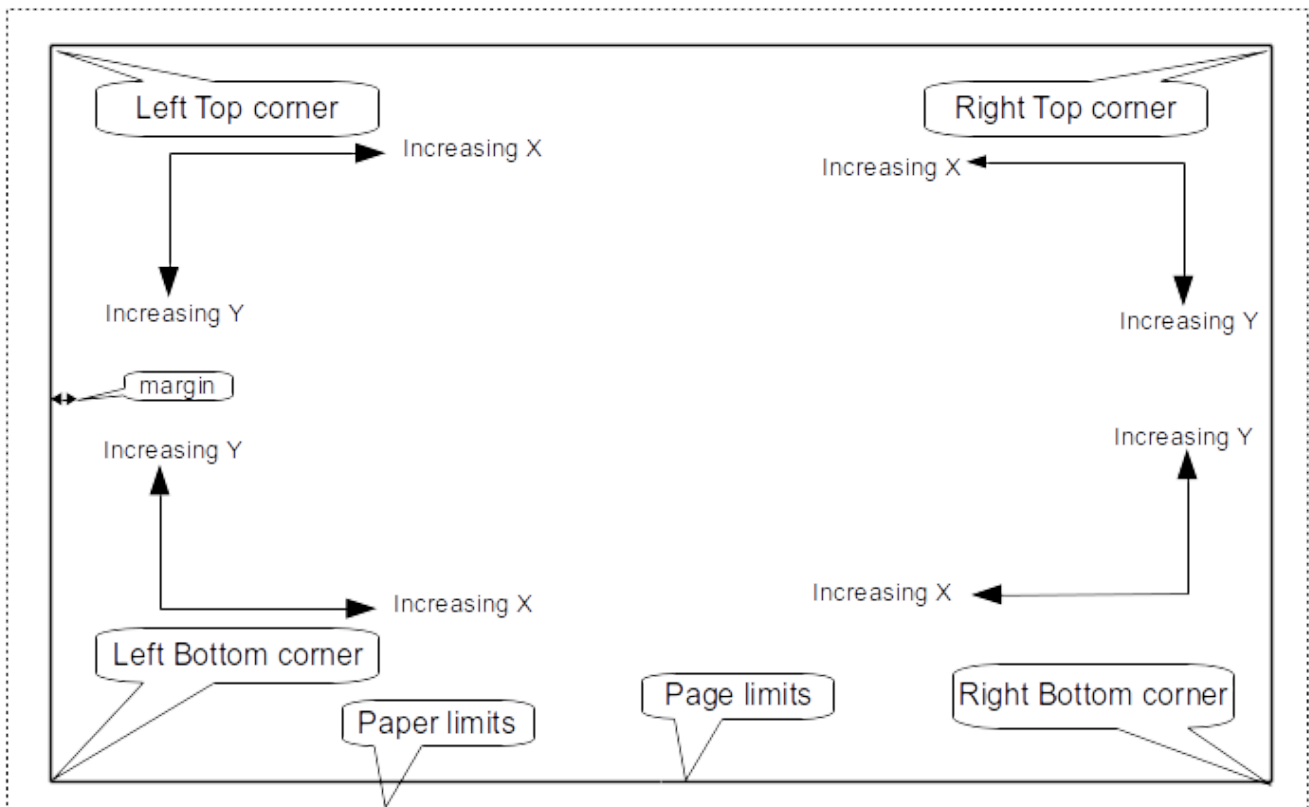 Left Top corner
Right Top corner
Increasing X
Increasing X
Increasing Y
Increasing Y
margin
Increasing Y
Increasing Y
Increasing X
Increasing X
Left Bottom corner
Page limits
Right Bottom corner
Paper limits